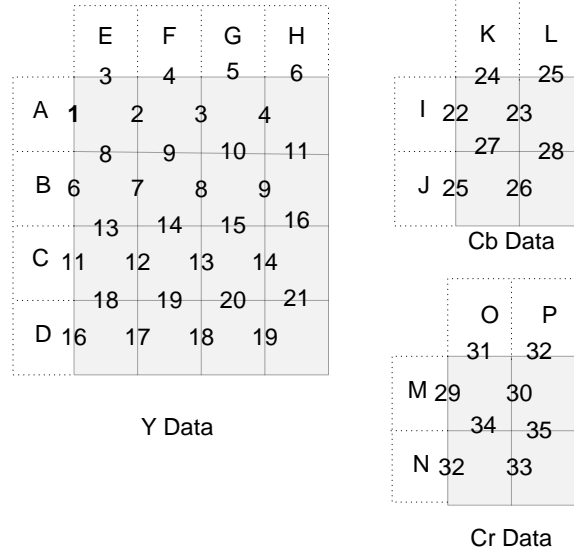 E F G H
3 4 5 6
A 1 2 3 4
8 9 10 11
B 6 7 8 9
13 14 15 16
C 11 12 13 14
18 19 20 21
D 16 17 18 19
Y Data
K L
24 25
I 22 23
27 28
J 25 26
Cb Data
O P
31 32
M 29 30
34 35
N 32 33
Cr Data